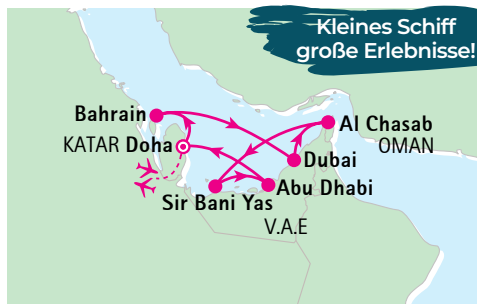 Kleines Schiff
große Erlebnisse!
Bahrain
KATAR Doha
Al Chasab
OMAN
Dubai
Abu Dhabi
Sir Bani Yas
V.A.E